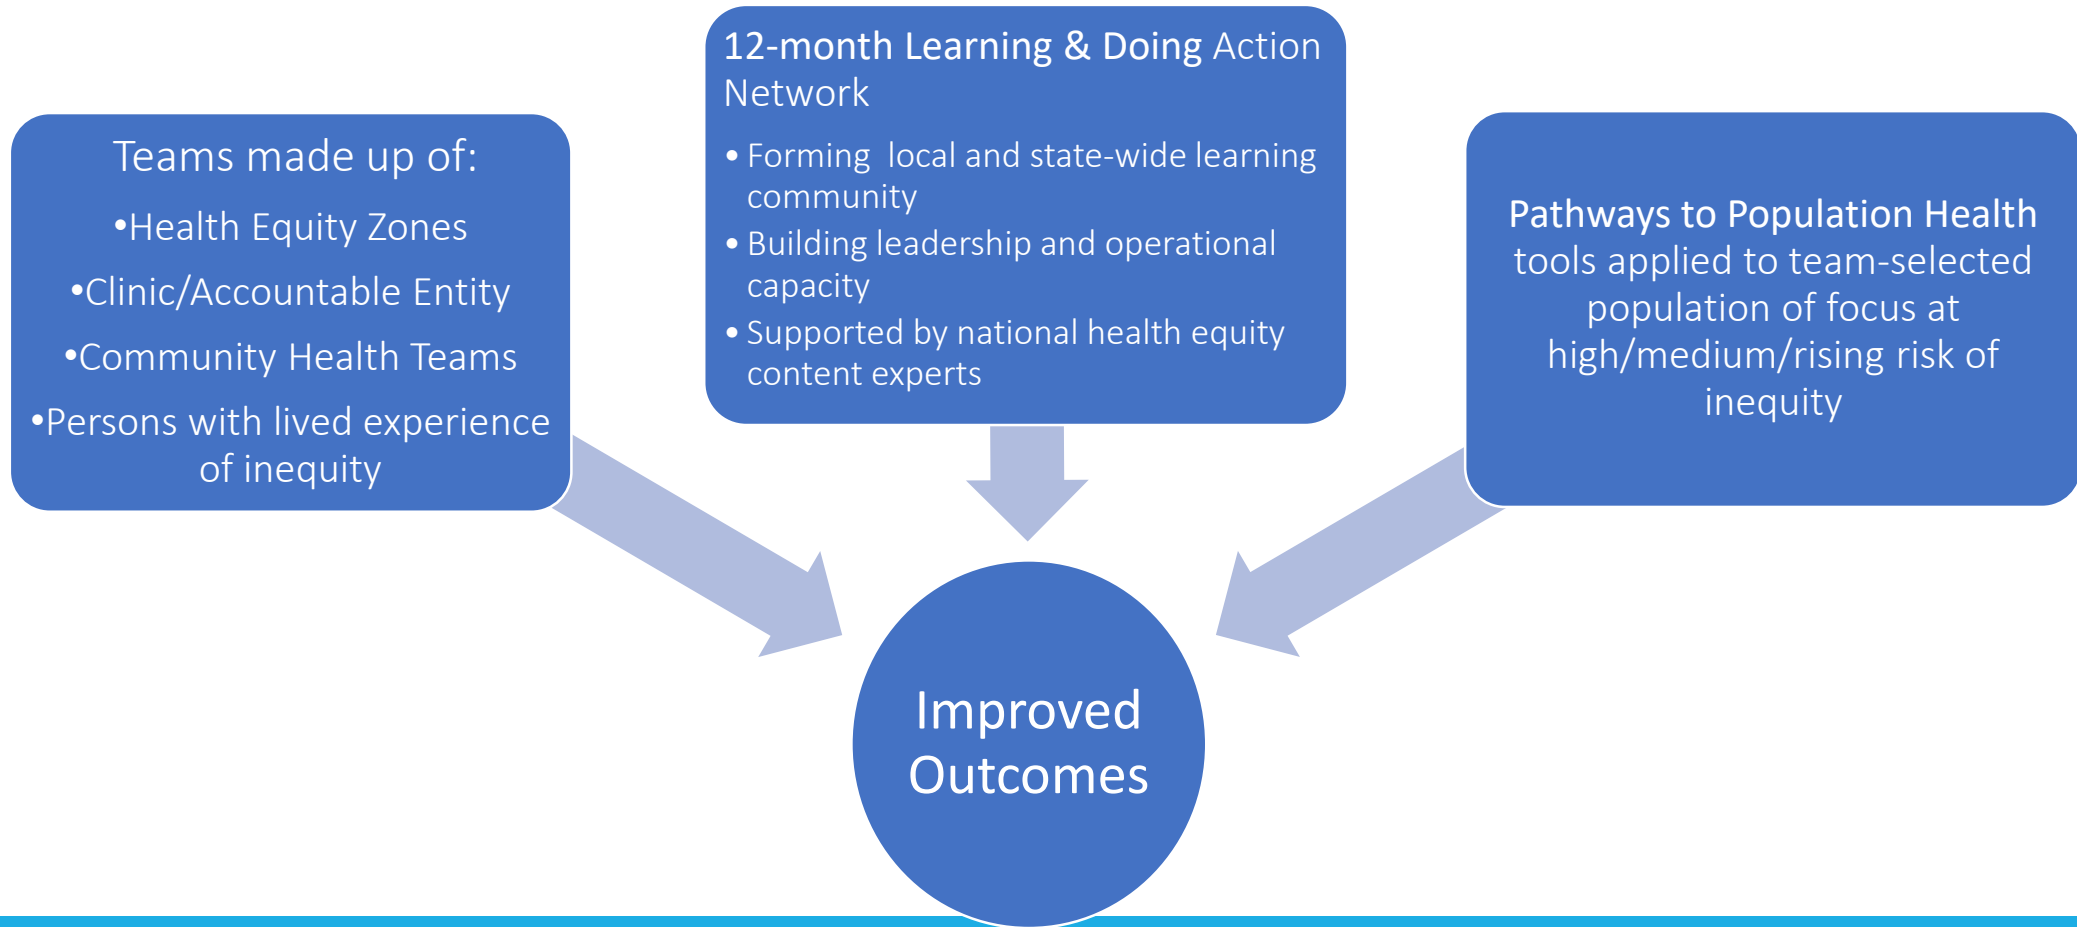 Teams made up of:
•Health Equity Zones
•Clinic/Accountable Entity
•Community Health Teams
•Persons with lived experience
of inequity
12-month Learning & Doing Action
Network
• Forming  local and state-wide learning
community
• Building leadership and operational
capacity
• Supported by national health equity
content experts
Pathways to Population Health
tools applied to team-selected
population of focus at
high/medium/rising risk of
inequity
Improved
Outcomes